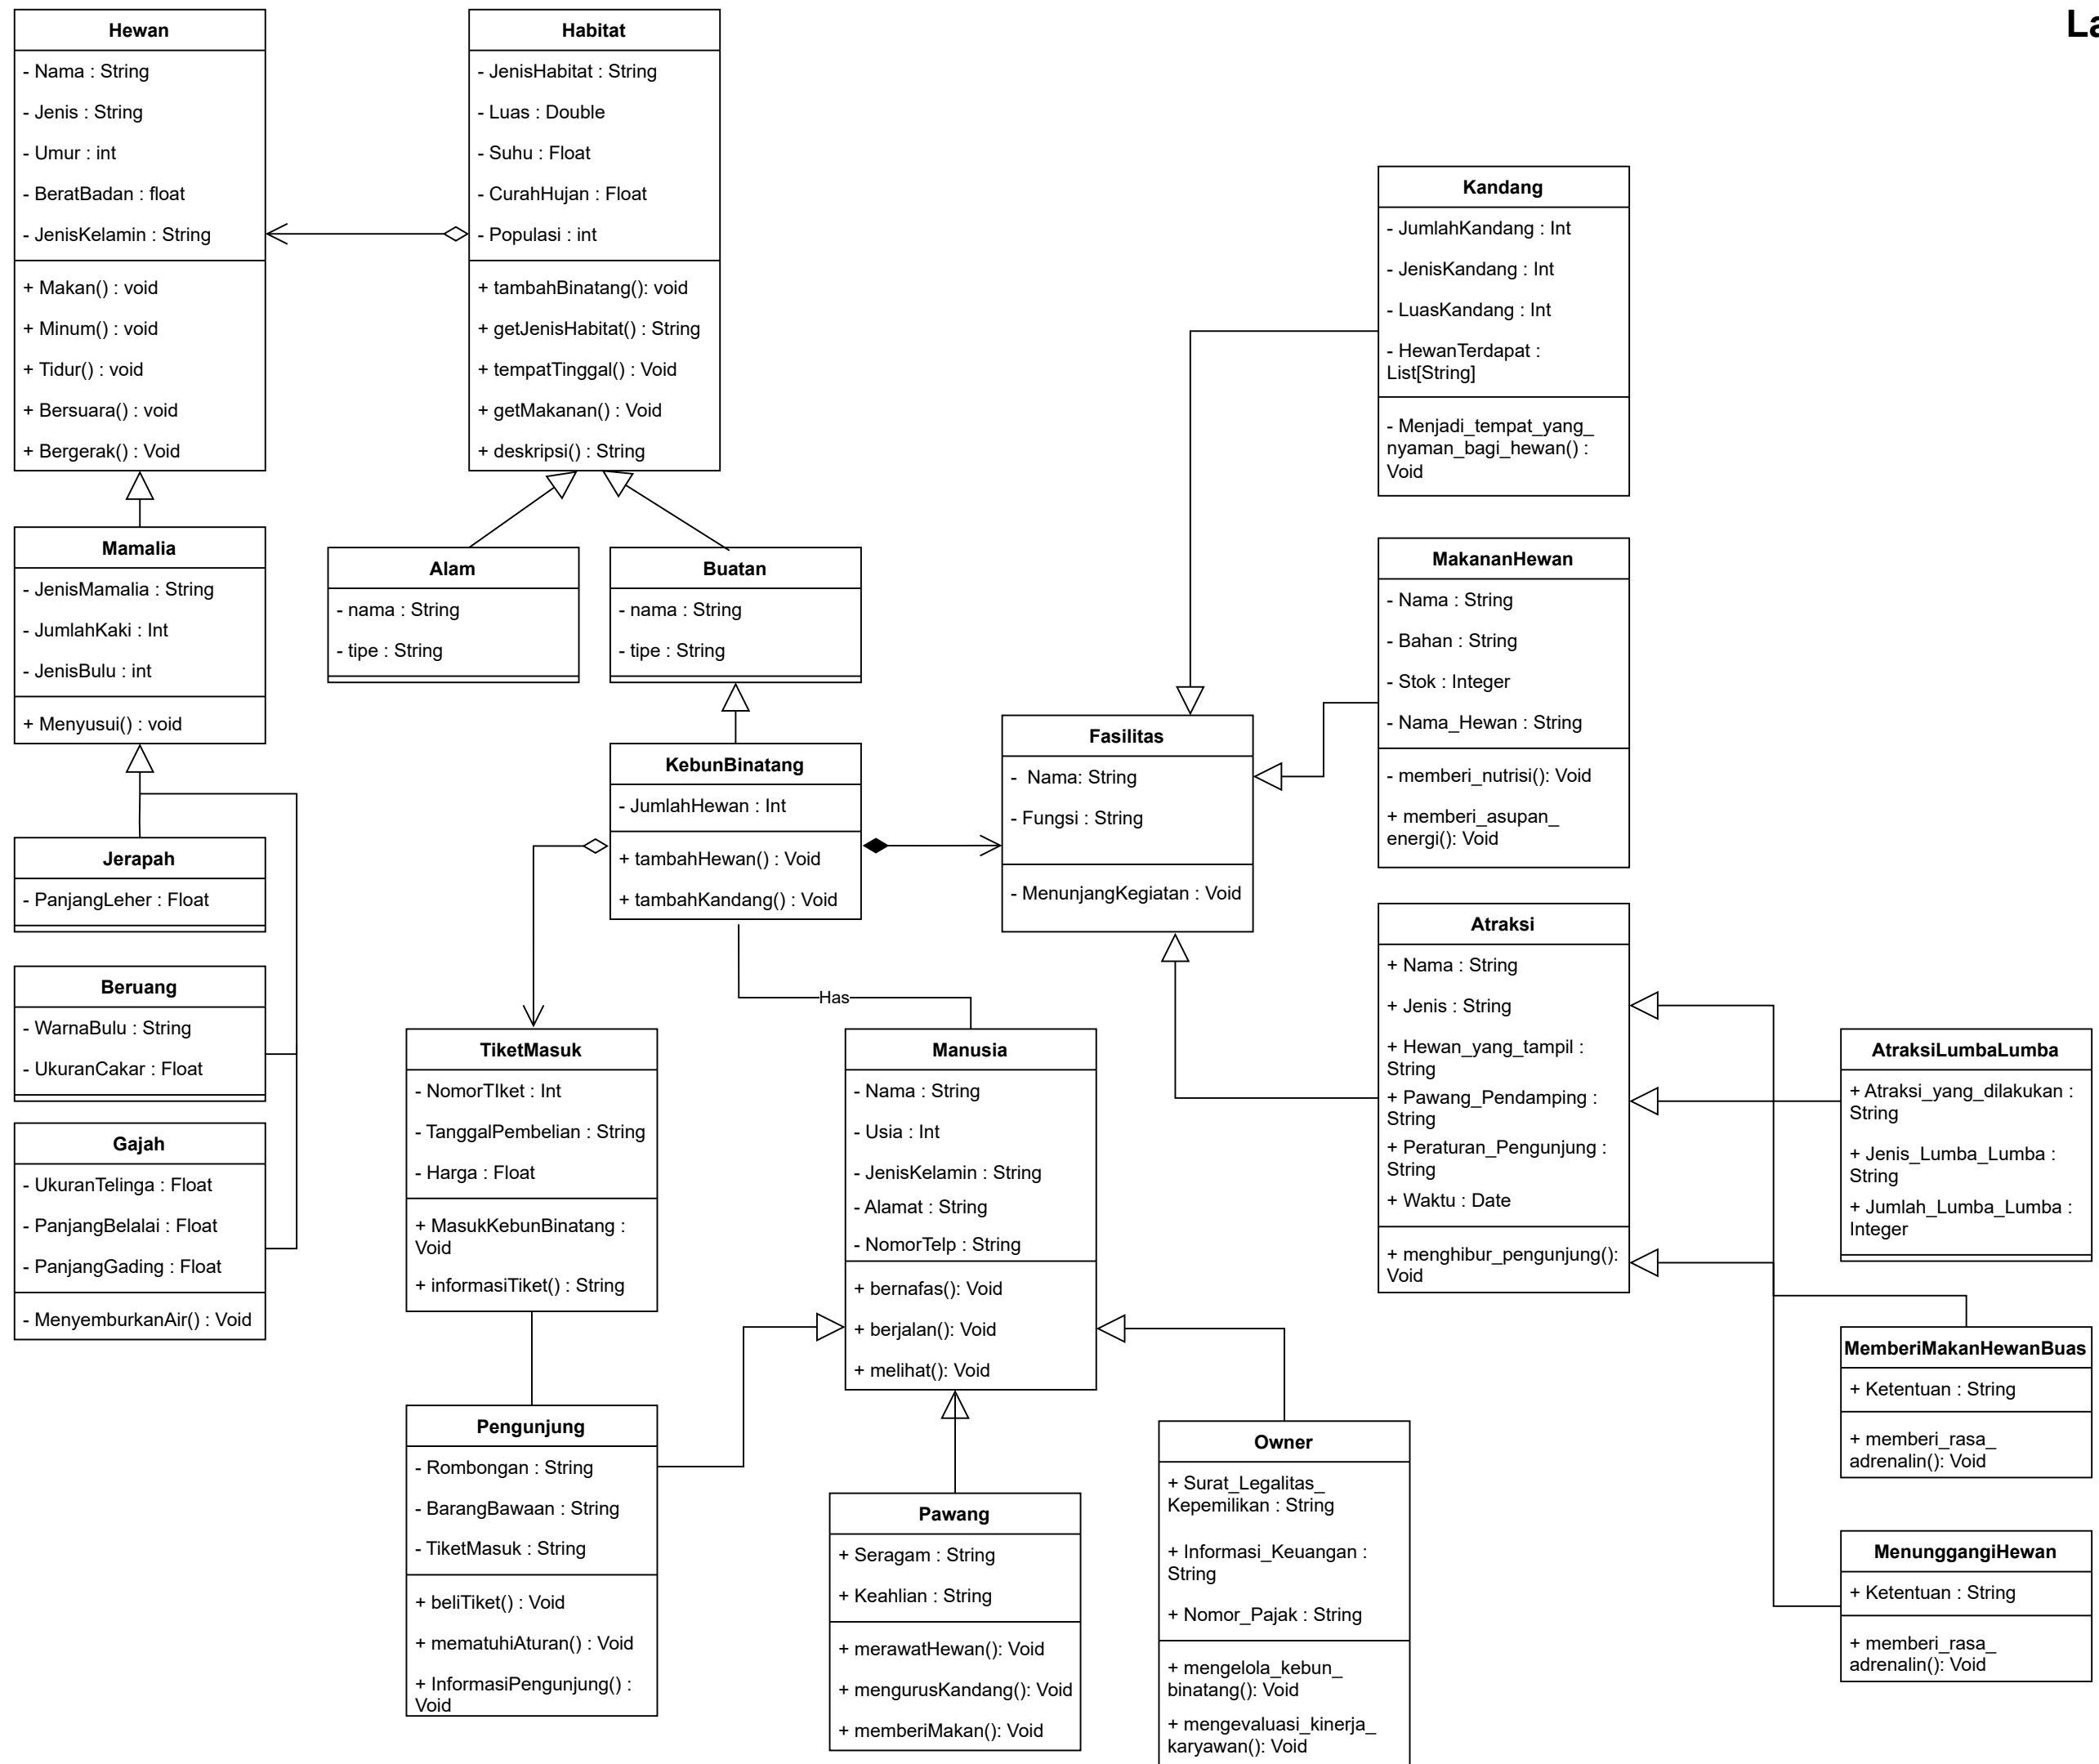 La
Hewan
- Nama : String
- Jenis : String
- Umur : int
- BeratBadan : float
- JenisKelamin : String
+ Makan() : void
+ Minum() : void
+ Tidur() : void
+ Bersuara() : void
+ Bergerak() : Void
Habitat
- JenisHabitat : String
- Luas : Double
- Suhu : Float
- CurahHujan : Float
- Populasi : int
+ tambahBinatang(): void
+ getJenisHabitat() : String
+ tempatTinggal() : Void
+ getMakanan() : Void
+ deskripsi() : String
Kandang
- JumlahKandang : Int
- JenisKandang : Int
- LuasKandang : Int
- HewanTerdapat :
List[String]
- Menjadi_tempat_yang_
nyaman_bagi_hewan() :
Void
Mamalia
- JenisMamalia : String
- JumlahKaki : Int
- JenisBulu : int
+ Menyusui() : void
Alam
- nama : String
- tipe : String
Buatan
- nama : String
- tipe : String
MakananHewan
- Nama : String
- Bahan : String
- Stok : Integer
- Nama_Hewan : String
- memberi_nutrisi(): Void
+ memberi_asupan_
energi(): Void
KebunBinatang
- JumlahHewan : Int
+ tambahHewan() : Void
+ tambahKandang() : Void
Fasilitas
- Nama: String
- Fungsi : String
- MenunjangKegiatan : Void
Jerapah
- PanjangLeher : Float
Beruang
- WarnaBulu : String
- UkuranCakar : Float
Gajah
- UkuranTelinga : Float
- PanjangBelalai : Float
- PanjangGading : Float
- MenyemburkanAir() : Void
Has
TiketMasuk
- NomorTIket : Int
- TanggalPembelian : String
- Harga : Float
+ MasukKebunBinatang :
Void
+ informasiTiket() : String
Manusia
- Nama : String
- Usia : Int
- JenisKelamin : String
- Alamat : String
- NomorTelp : String
+ bernafas(): Void
+ berjalan(): Void
+ melihat(): Void
Atraksi
+ Nama : String
+ Jenis : String
+ Hewan_yang_tampil :
String
+ Pawang_Pendamping :
String
+ Peraturan_Pengunjung :
String
+ Waktu : Date
+ menghibur_pengunjung():
Void
AtraksiLumbaLumba
+ Atraksi_yang_dilakukan :
String
+ Jenis_Lumba_Lumba :
String
+ Jumlah_Lumba_Lumba :
Integer
MemberiMakanHewanBuas
+ Ketentuan : String
+ memberi_rasa_
adrenalin(): Void
MenunggangiHewan
+ Ketentuan : String
+ memberi_rasa_
adrenalin(): Void
Pengunjung
- Rombongan : String
- BarangBawaan : String
- TiketMasuk : String
+ beliTiket() : Void
+ mematuhiAturan() : Void
+ InformasiPengunjung() :
Void
Pawang
+ Seragam : String
+ Keahlian : String
+ merawatHewan(): Void
+ mengurusKandang(): Void
+ memberiMakan(): Void
Owner
+ Surat_Legalitas_
Kepemilikan : String
+ Informasi_Keuangan :
String
+ Nomor_Pajak : String
+ mengelola_kebun_
binatang(): Void
+ mengevaluasi_kinerja_
karyawan(): Void